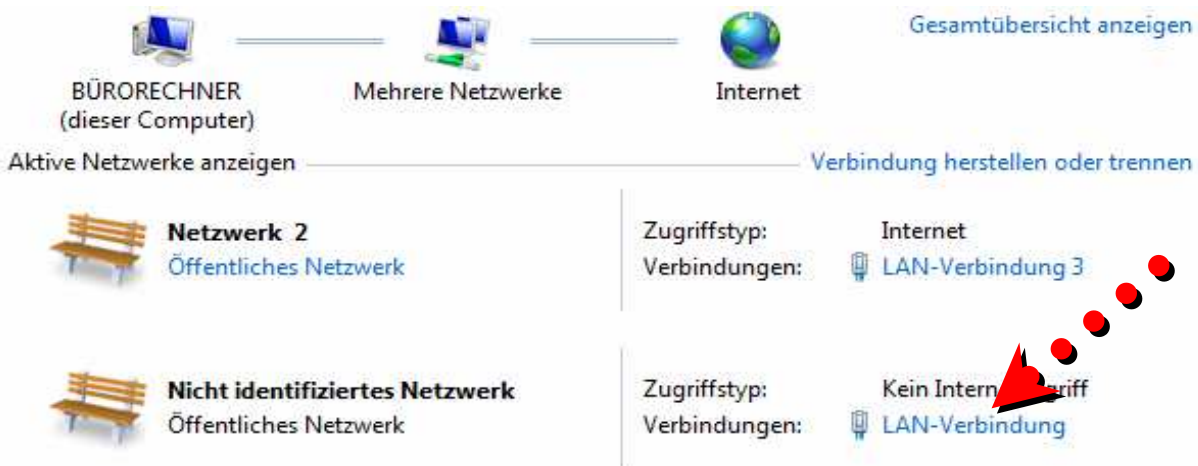 Gesamtübersicht anzeigen
BÜRORECHNER Mehrere Netzwerke Internet
(dieser Computer)
Aktive Netzwerke anzeigen Verbindung herstellen oder trennen
Netzwerk 2 Zugriffstyp: Internet
Öffentliches Netzwerk Verbindungen: LAN-Verbindung 3
Nicht identifiziertes Netzwerk Zugriffstyp: Kein
Öffentliches Netzwerk Verbindungen: LAN-Verbindung